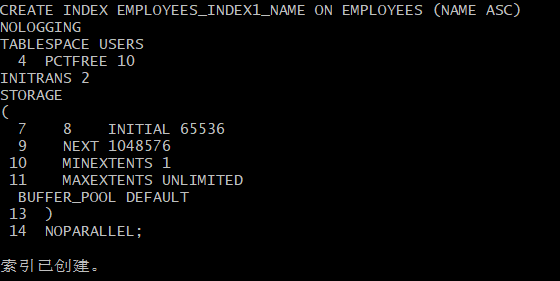 CREATE INDEX EMPLOYEES_INDEX1_NAME ON EMPLOYEES (NAME ASC)
NOLOGGING
TABLESPACE USERS
  4  PCTFREE 10
INITRANS 2
STORAGE
(
  7    8    INITIAL 65536
  9    NEXT 1048576
 10    MINEXTENTS 1
 11    MAXEXTENTS UNLIMITED
  BUFFER_POOL DEFAULT
 13  )
 14  NOPARALLEL;
索引已创建。